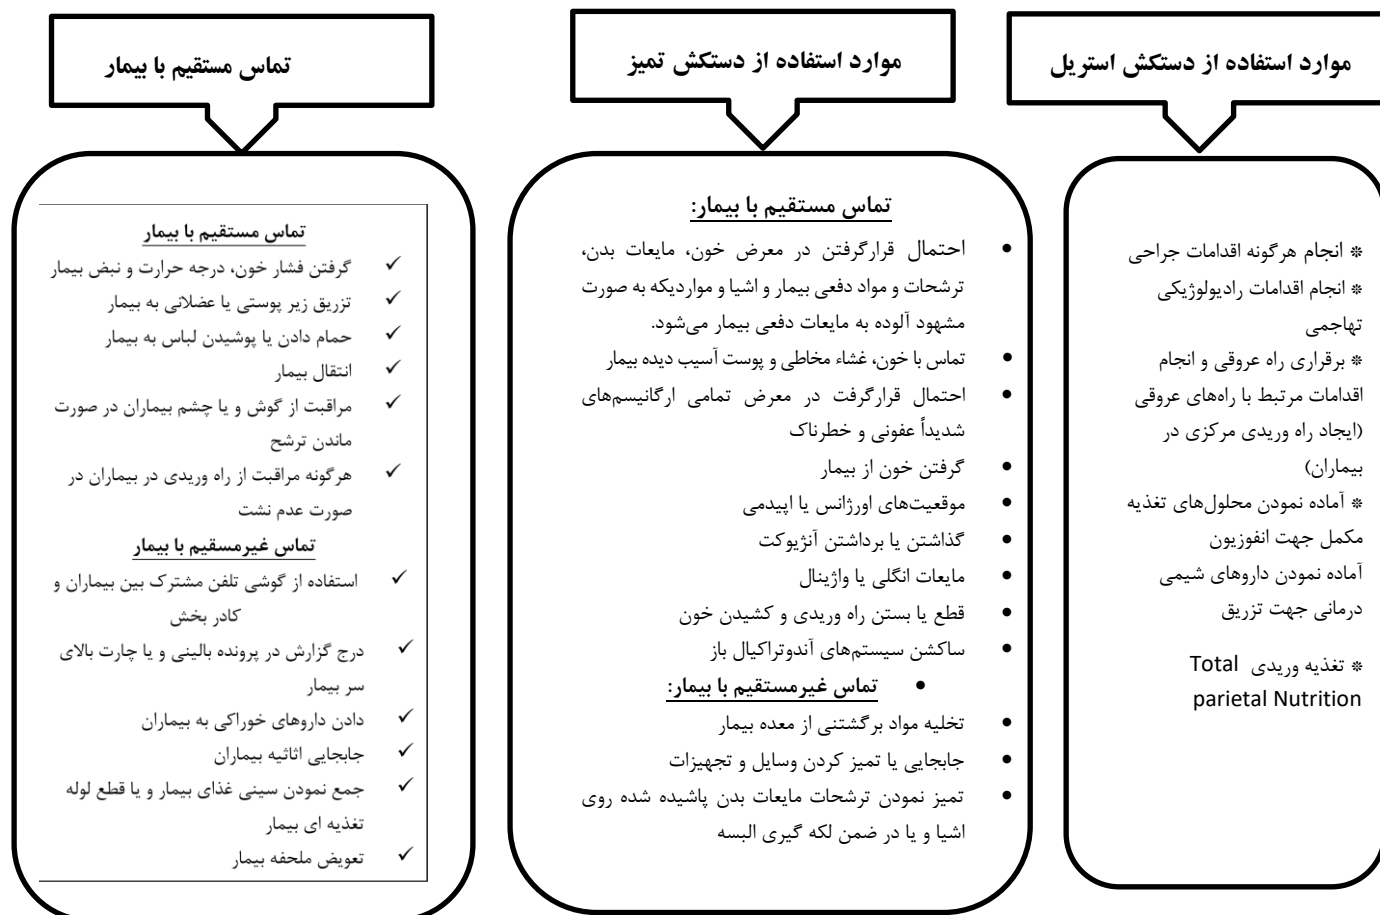 موارد استفاده از دستکش استریل
* انجام هرگونه اقدامات جراحی
* انجام اقدامات رادیولوژیکی
تهاجمی
* برقراری راه عروقی و انجام
اقدامات مرتبط با راه‌های عروقی
(ایجاد راه وریدی مرکزی در
بیماران)
* آماده نمودن محلول‌های تغذیه
مکمل جهت انفوزیون
آماده نمودن داروهای شیمی
درمانی جهت تزریق
* تغذیه وریدی Total
parietal Nutrition
موارد استفاده از دستکش تمیز
تماس مستقیم با بیمار:
• احتمال قرارگرفتن در معرض خون، مایعات بدن،
ترشحات و مواد دفعی بیمار و اشیا و مواردیکه به صورت
مشهود آلوده به مایعات دفعی بیمار می‌شود.
• تماس با خون، غشاء مخاطی و پوست آسیب دیده بیمار
• احتمال قرارگرفت در معرض تمامی ارگانیسم‌های
شدیداً عفونی و خطرناک
• گرفتن خون از بیمار
• موقعیت‌های اورژانس یا اپیدمی
• گذاشتن یا برداشتن آنژیوکت
• مایعات انگلی یا واژینال
• قطع یا بستن راه وریدی و کشیدن خون
• ساکشن سیستم‌های آندوتراکیال باز
• تماس غیرمستقیم با بیمار:
• تخلیه مواد برگشتنی از معده بیمار
• جابجایی یا تمیز کردن وسایل و تجهیزات
• تمیز نمودن ترشحات مایعات بدن پاشیده شده روی
اشیا و یا در ضمن لکه گیری البسه
تماس مستقیم با بیمار
تماس مستقیم با بیمار
✓ گرفتن فشار خون، درجه حرارت و نبض بیمار
✓ تزریق زیر پوستی یا عضلانی به بیمار
✓ حمام دادن یا پوشیدن لباس به بیمار
✓ انتقال بیمار
✓ مراقبت از گوش و یا چشم بیماران در صورت
ماندن ترشح
✓ هرگونه مراقبت از راه وریدی در بیماران در
صورت عدم نشت
تماس غیرمسقیم با بیمار
✓ استفاده از گوشی تلفن مشترک بین بیماران و
کادر بخش
✓ درج گزارش در پرونده بالینی و یا چارت بالای
سر بیمار
✓ دادن داروهای خوراکی به بیماران
✓ جابجایی اثاثیه بیماران
✓ جمع نمودن سینی غذای بیمار و یا قطع لوله
تغذیه ای بیمار
✓ تعویض ملحفه بیمار